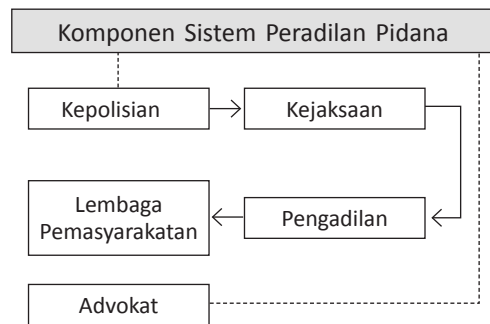 Komponen Sistem Peradilan Pidana
Kepolisian
Kejaksaan
Lembaga
Pemasyarakatan
Pengadilan
Advokat